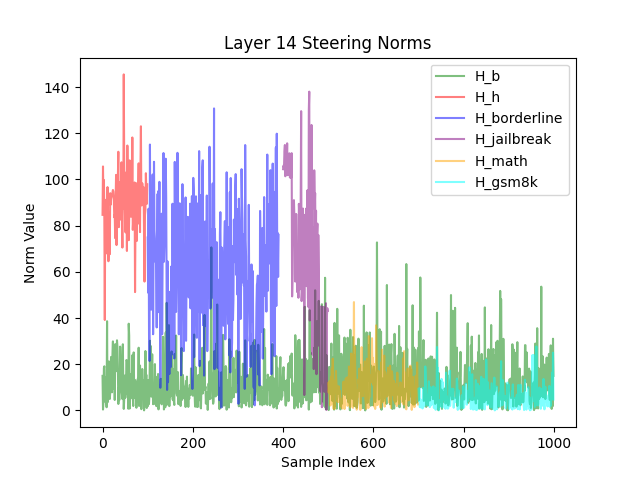 Layer 14 Steering Norms
Norm Value
140
120
100
80
60
40
20
0
H_b
H_h
H_borderline
H_jailbreak
H_math
H_gsm8k
0 200 400 600 800 1000
Sample Index